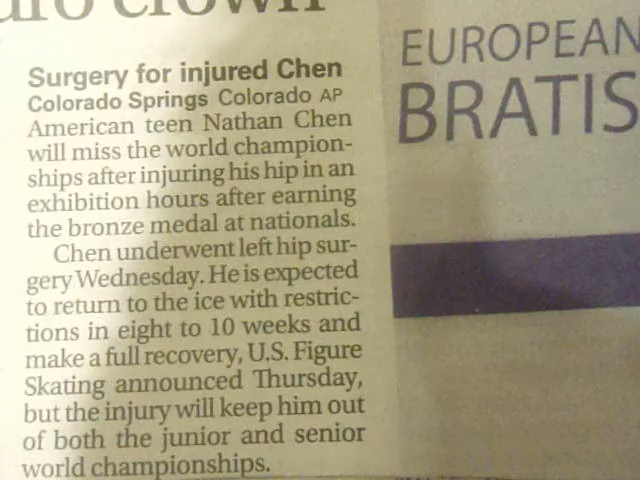 uro crown
Surgery for injured Chen
Colorado Springs Colorado AP
American teen Nathan Chen
will miss the world champion-
ships after injuring his hip in an
exhibition hours after earning
the bronze medal at nationals.
Chen underwent left hip sur-
gery Wednesday. He is expected
to return to the ice with restric-
tions in eight to 10 weeks and
make a full recovery, U.S. Figure
Skating announced Thursday,
but the injury will keep him out
of both the junior and senior
world championships.
EUROPEAN
BRATIS